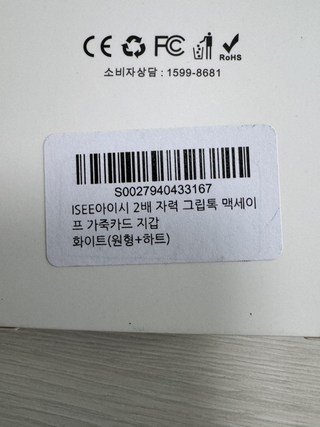 CE FC
RoHS
소비자상담 : 1599-8681
S0027940433167
ISEE아이시 2배 자력 그립톡 맥세이
프 가죽카드 지갑
화이트(원형+하트)